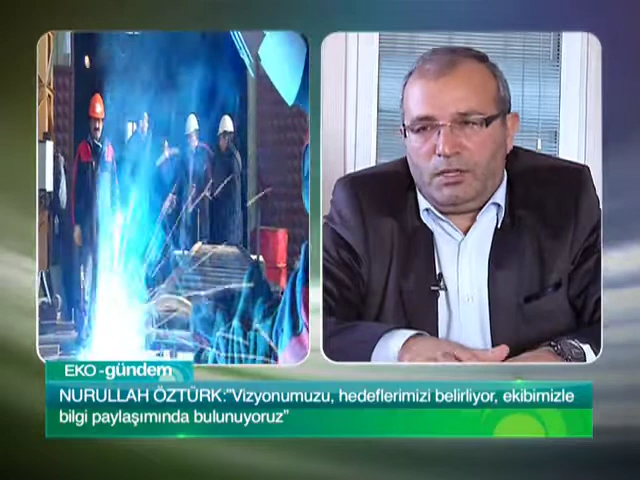 EKO-gündem
NURULLAH ÖZTÜRK:"Vizyonumuzu, hedeflerimizi belirliyor, ekibimizle
bilgi paylaşımında bulunuyoruz"